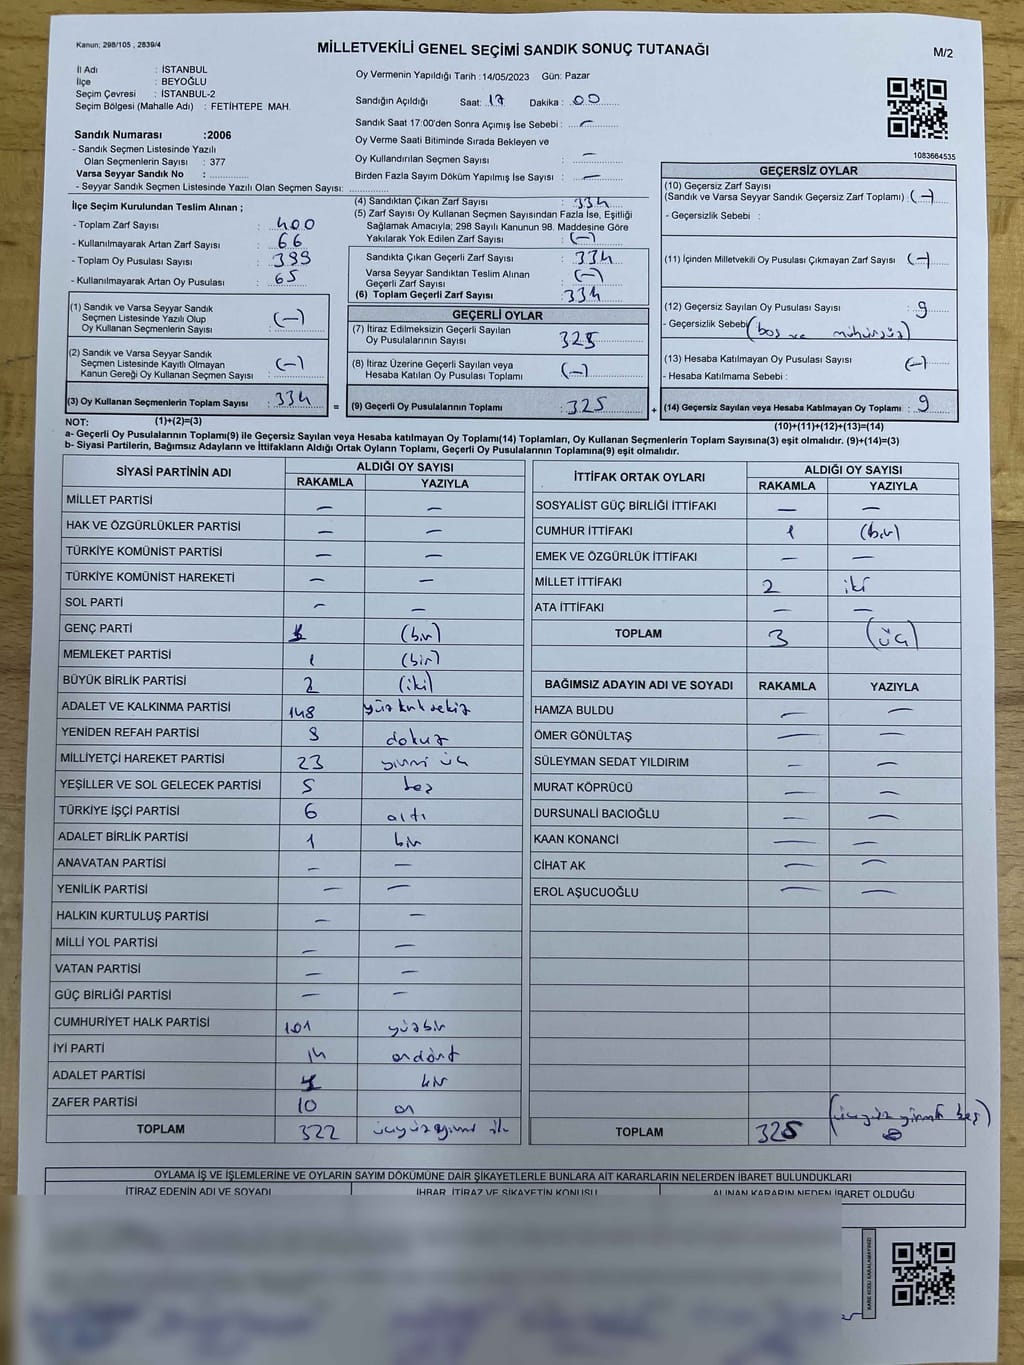 Kanun; 298/105 , 2839/4
MİLLETVEKİLİ GENEL SEÇİMİ SANDIK SONUÇ TUTANAĞI
M/2
İl Adı : İSTANBUL
İlçe : BEYOĞLU
Seçim Çevresi : İSTANBUL-2
Seçim Bölgesi (Mahalle Adı) : FETİHTEPE MAH.
Sandık Numarası :2006
- Sandık Seçmen Listesinde Yazılı
Olan Seçmenlerin Sayısı : 377
Varsa Seyyar Sandık No :
- Seyyar Sandık Seçmen Listesinde Yazılı Olan Seçmen Sayısı:
Oy Vermenin Yapıldığı Tarih :14/05/2023 Gün: Pazar
Sandığın Açıldığı Saat: 17 Dakika : 00
Sandık Saat 17:00'den Sonra Açımış İse Sebebi : —
Oy Verme Saati Bitiminde Sırada Bekleyen ve
Oy Kullandırılan Seçmen Sayısı : —
Birden Fazla Sayım Döküm Yapılmış İse Sayısı : —
1083664535
İlçe Seçim Kurulundan Teslim Alınan ;
- Toplam Zarf Sayısı : 400
- Kullanılmayarak Artan Zarf Sayısı : 66
- Toplam Oy Pusulası Sayısı : 399
- Kullanılmayarak Artan Oy Pusulası : 65
(1) Sandık ve Varsa Seyyar Sandık
Seçmen Listesinde Yazılı Olup
Oy Kullanan Seçmenlerin Sayısı : (—)
(2) Sandık ve Varsa Seyyar Sandık
Seçmen Listesinde Kayıtlı Olmayan
Kanun Gereği Oy Kullanan Seçmen Sayısı : (—)
(3) Oy Kullanan Seçmenlerin Toplam Sayısı : 334
(4) Sandıktan Çıkan Zarf Sayısı : 334
(5) Zarf Sayısı Oy Kullanan Seçmen Sayısından Fazla İse, Eşitliği
Sağlamak Amacıyla; 298 Sayılı Kanunun 98. Maddesine Göre
Yakılarak Yok Edilen Zarf Sayısı : (—)
Sandıkta Çıkan Geçerli Zarf Sayısı : 334
Varsa Seyyar Sandıktan Teslim Alınan
Geçerli Zarf Sayısı : (—)
(6) Toplam Geçerli Zarf Sayısı : 334
GEÇERLİ OYLAR
(7) İtiraz Edilmeksizin Geçerli Sayılan
Oy Pusulalarının Sayısı : 325
(8) İtiraz Üzerine Geçerli Sayılan veya
Hesaba Katılan Oy Pusulası Toplamı : (—)
= (9) Geçerli Oy Pusulalarının Toplamı : 325 +
GEÇERSİZ OYLAR
(10) Geçersiz Zarf Sayısı
(Sandık ve Varsa Seyyar Sandık Geçersiz Zarf Toplamı) : (—)
- Geçersizlik Sebebi :
(11) İçinden Milletvekili Oy Pusulası Çıkmayan Zarf Sayısı (—)
(12) Geçersiz Sayılan Oy Pusulası Sayısı : 9
- Geçersizlik Sebebi (boş ve mühürsüz)
(13) Hesaba Katılmayan Oy Pusulası Sayısı : (—)
- Hesaba Katılmama Sebebi :
(14) Geçersiz Sayılan veya Hesaba Katılmayan Oy Toplamı : 9
NOT: (1)+(2)=(3)
(10)+(11)+(12)+(13)=(14)
a- Geçerli Oy Pusulalarının Toplamı(9) ile Geçersiz Sayılan veya Hesaba katılmayan Oy Toplamı(14) Toplamları, Oy Kullanan Seçmenlerin Toplam Sayısına(3) eşit olmalıdır. (9)+(14)=(3)
b- Siyasi Partilerin, Bağımsız Adayların ve İttifakların Aldığı Ortak Oyların Toplamı, Geçerli Oy Pusulalarının Toplamına(9) eşit olmalıdır.
SİYASİ PARTİNİN ADI ALDIĞI OY SAYISI
RAKAMLA YAZIYLA
MİLLET PARTİSİ — —
HAK VE ÖZGÜRLÜKLER PARTİSİ — —
TÜRKİYE KOMÜNİST PARTİSİ — —
TÜRKİYE KOMÜNİST HAREKETİ — —
SOL PARTİ — —
GENÇ PARTİ 1 (bir)
MEMLEKET PARTİSİ 1 (bir)
BÜYÜK BİRLİK PARTİSİ 2 (iki)
ADALET VE KALKINMA PARTİSİ 148 yüz kırk sekiz
YENİDEN REFAH PARTİSİ 9 dokuz
MİLLİYETÇİ HAREKET PARTİSİ 23 yirmi üç
YEŞİLLER VE SOL GELECEK PARTİSİ 5 beş
TÜRKİYE İŞÇİ PARTİSİ 6 altı
ADALET BİRLİK PARTİSİ 1 bir
ANAVATAN PARTİSİ — —
YENİLİK PARTİSİ — —
HALKIN KURTULUŞ PARTİSİ — —
MİLLİ YOL PARTİSİ — —
VATAN PARTİSİ — —
GÜÇ BİRLİĞİ PARTİSİ — —
CUMHURİYET HALK PARTİSİ 101 yüzbir
İYİ PARTİ 14 ondört
ADALET PARTİSİ 1 bir
ZAFER PARTİSİ 10 on
TOPLAM 322 üçyüzyirmi iki
İTTİFAK ORTAK OYLARI ALDIĞI OY SAYISI
RAKAMLA YAZIYLA
SOSYALİST GÜÇ BİRLİĞİ İTTİFAKI — —
CUMHUR İTTİFAKI 1 (bir)
EMEK VE ÖZGÜRLÜK İTTİFAKI — —
MİLLET İTTİFAKI 2 iki
ATA İTTİFAKI — —
TOPLAM 3 (üç)
BAĞIMSIZ ADAYIN ADI VE SOYADI RAKAMLA YAZIYLA
HAMZA BULDU — —
ÖMER GÖNÜLTAŞ — —
SÜLEYMAN SEDAT YILDIRIM — —
MURAT KÖPRÜCÜ — —
DURSUNALİ BACIOĞLU — —
KAAN KONANCİ — —
CİHAT AK — —
EROL AŞUCUOĞLU — —
TOPLAM 325 (üçyüz yirmi beş)
OYLAMA İŞ VE İŞLEMLERİNE VE OYLARIN SAYIM DÖKÜMÜNE DAİR ŞİKAYETLERLE BUNLARA AİT KARARLARIN NELERDEN İBARET BULUNDUKLARI
İTİRAZ EDENİN ADI VE SOYADI İHBAR, İTİRAZ VE ŞİKAYETİN KONUSU ALINAN KARARIN NEDEN İBARET OLDUĞU
KARE KODU KARALAMAYINIZ!